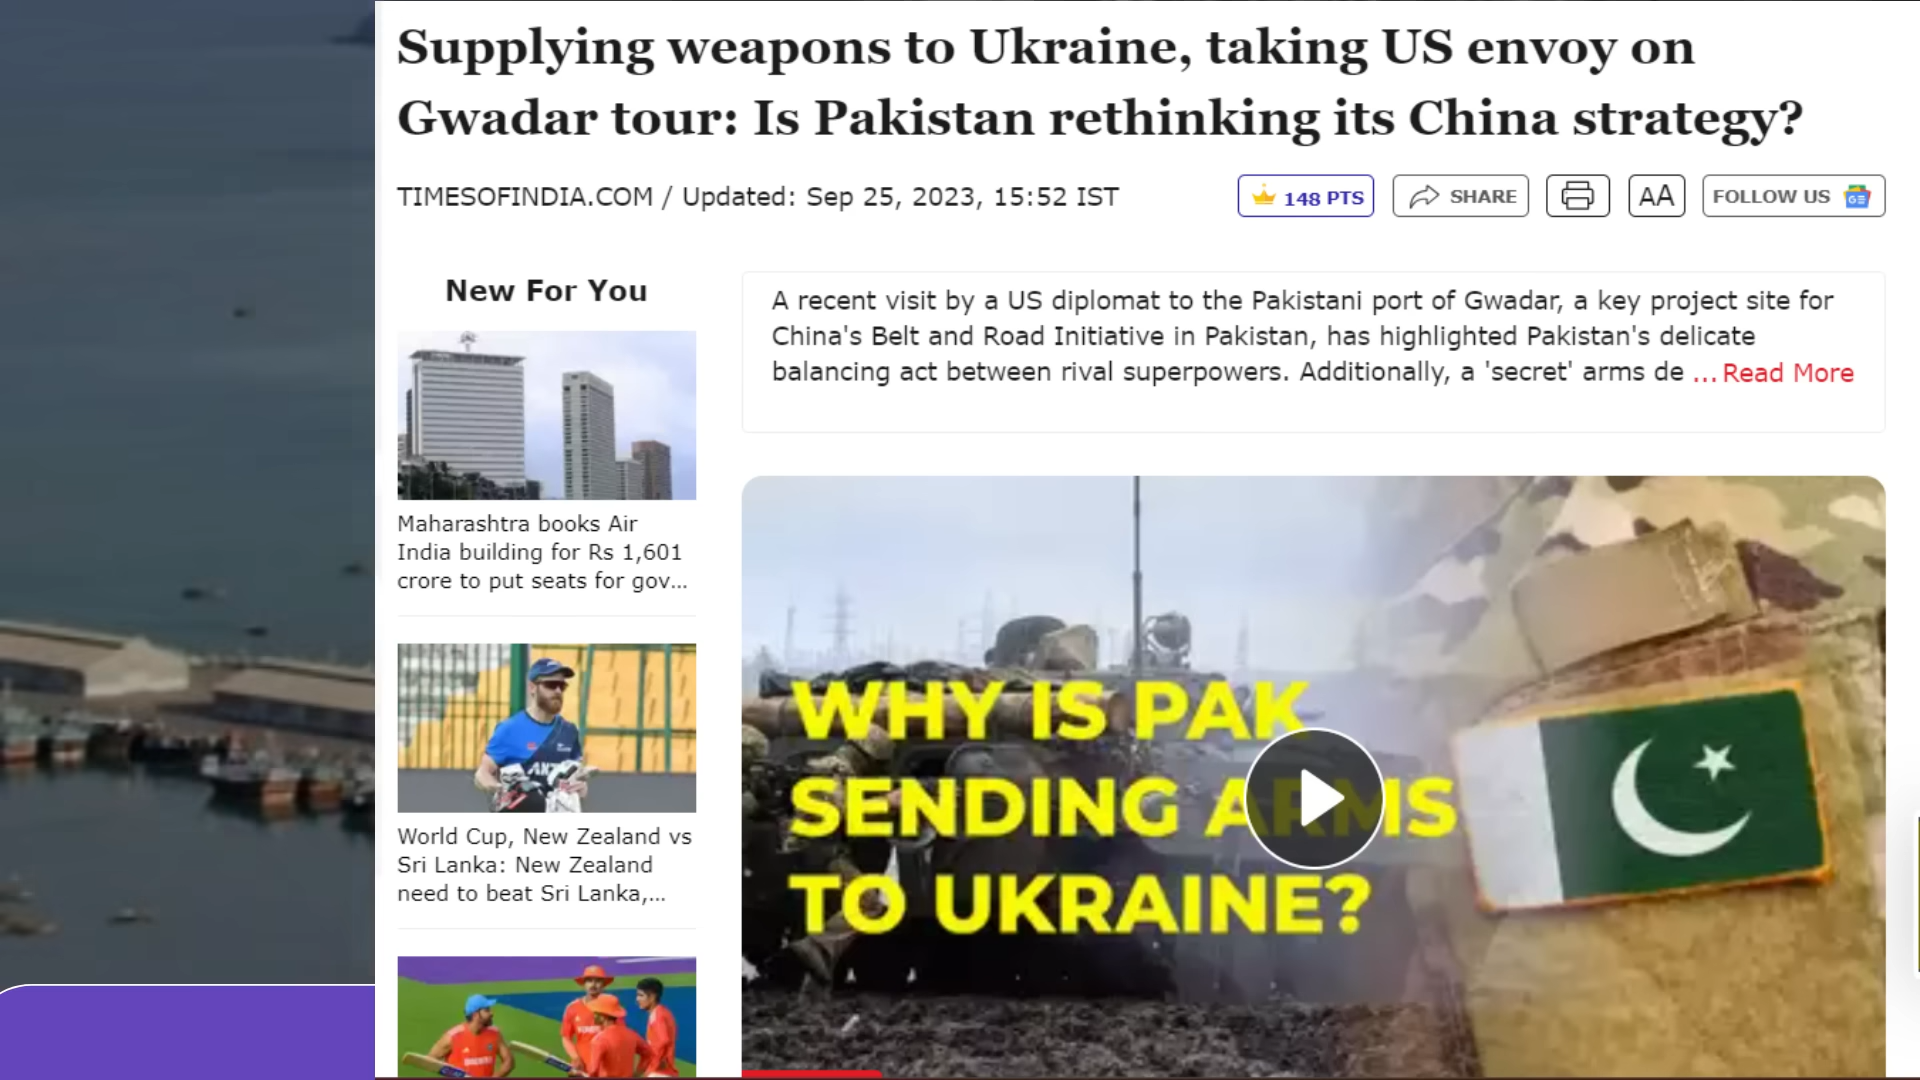 Supplying weapons to Ukraine, taking US envoy on
Gwadar tour: Is Pakistan rethinking its China strategy?
TIMESOFINDIA.COM / Updated: Sep 25, 2023, 15:52 IST
148 PTS
SHARE
AA
FOLLOW US
GE
New For You
Maharashtra books Air
India building for Rs 1,601
crore to put seats for gov...
World Cup, New Zealand vs
Sri Lanka: New Zealand
need to beat Sri Lanka,...
A recent visit by a US diplomat to the Pakistani port of Gwadar, a key project site for
China's Belt and Road Initiative in Pakistan, has highlighted Pakistan's delicate
balancing act between rival superpowers. Additionally, a 'secret' arms de ... Read More
WHY IS PAK
SENDING ARMS
TO UKRAINE?